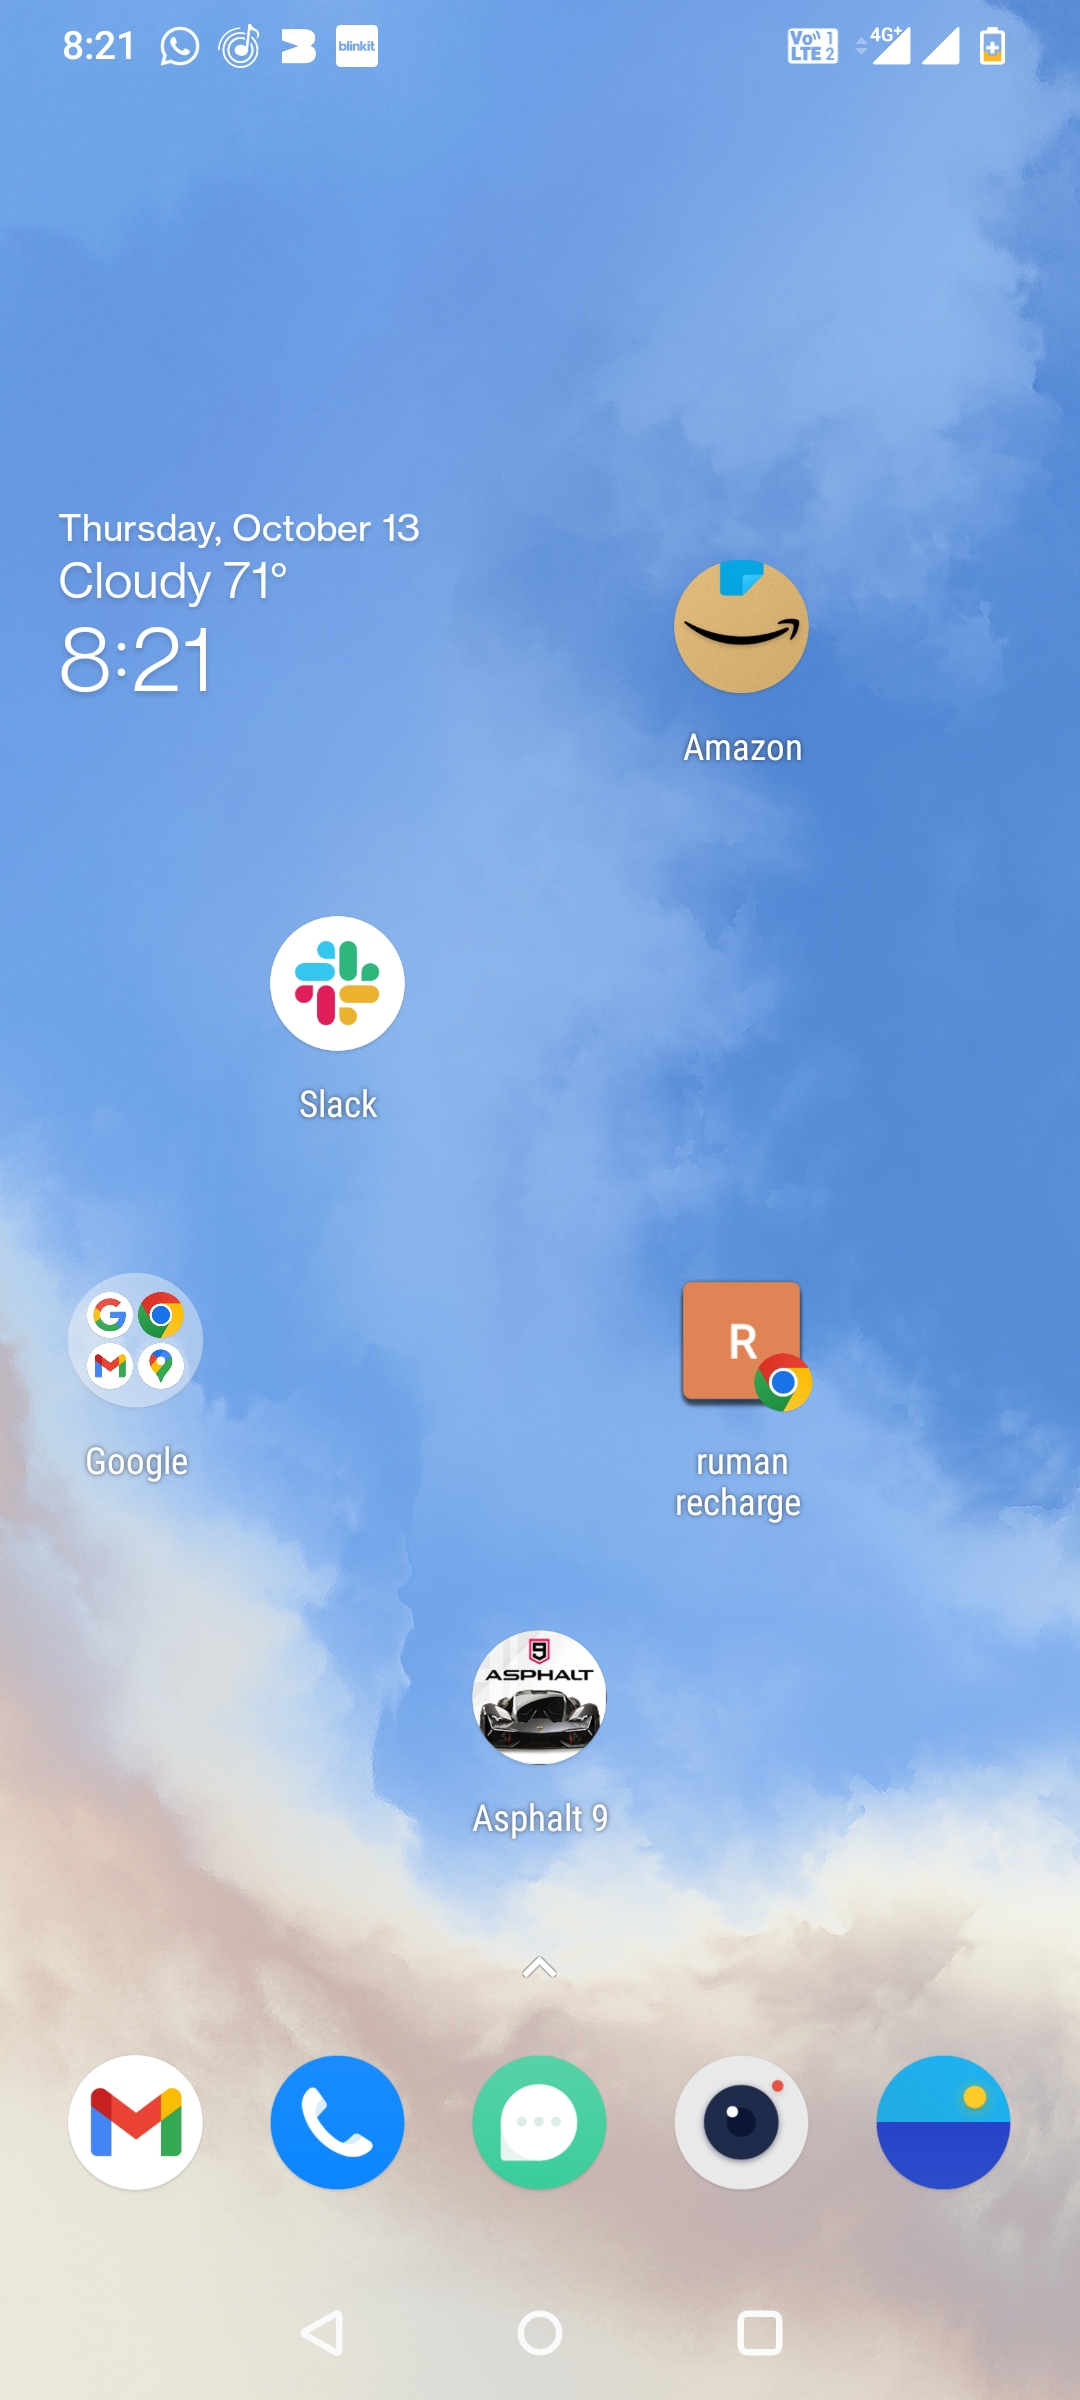 8:21
blinkit
Vo)) 1
LTE 2
4G+
Thursday, October 13
Cloudy 71°
8:21
Amazon
Slack
Google
R
ruman
recharge
9
ASPHALT
Asphalt 9